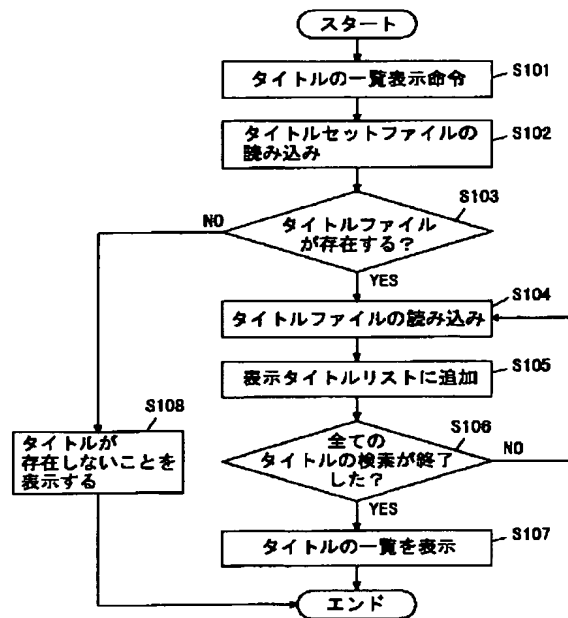 スタート
タイトルの一覧表示命令
S101
タイトルセットファイルの
読み込み
S102
タイトルファイル
が存在する?
S103
NO
YES
タイトルファイルの読み込み
S104
表示タイトルリストに追加
S105
全ての
タイトルの検索が終了
した?
S106
NO
YES
タイトルが
存在しないことを
表示する
S108
タイトルの一覧を表示
S107
エンド